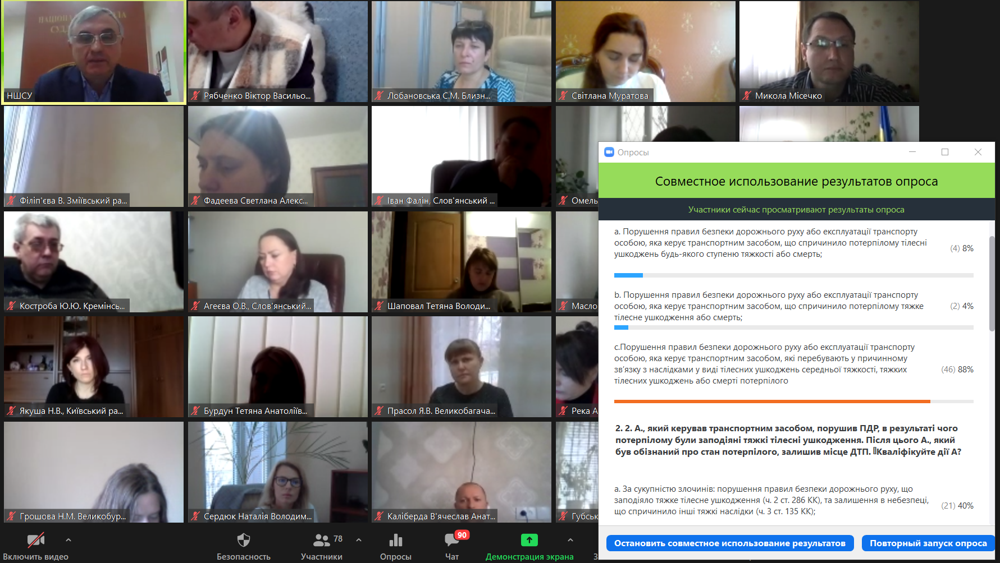 НШСУ
Рябченко Віктор Васильо...
Лобановська С.М. Близн...
Світлана Муратова
Микола Місечко
Філіп'єва В. Зміївський ра...
Фадеева Светлана Алекс...
Іван Фалін, Слов'янський ...
Омель
Костроба Ю.Ю. Кремінсь...
Агеєва О.В., Слов'янський...
Шаповал Тетяна Володи...
Масло
Якуша Н.В., Київський ра...
Бурдун Тетяна Анатоліїв...
Прасол Я.В. Великобагача...
Река А
Грошова Н.М. Великобур...
Сердюк Наталія Володим...
Каліберда В'ячеслав Анат...
Губськ
Опросы
Совместное использование результатов опроса
Участники сейчас просматривают результаты опроса
a. Порушення правил безпеки дорожнього руху або експлуатації транспорту
особою, яка керує транспортним засобом, що спричинило потерпілому тілесні
ушкоджень будь-якого ступеню тяжкості або смерть;
(4) 8%
b. Порушення правил безпеки дорожнього руху або експлуатації транспорту
особою, яка керує транспортним засобом, що спричинило потерпілому тяжке
тілесне ушкодження або смерть;
(2) 4%
с.Порушення правил безпеки дорожнього руху або експлуатації транспорту
особою, яка керує транспортним засобом, які перебувають у причинному
зв'язку з наслідками у виді тілесних ушкоджень середньої тяжкості, тяжких
тілесних ушкоджень або смерті потерпілого
(46) 88%
2. 2. А., який керував транспортним засобом, порушив ПДР, в результаті чого
потерпілому були заподіяні тяжкі тілесні ушкодження. Після цього А., який
був обізнаний про стан потерпілого, залишив місце ДТП. Кваліфікуйте дії А?
a. За сукупністю злочинів: порушення правил безпеки дорожнього руху, що
заподіяло тяжке тілесне ушкодження (ч. 2 ст. 286 КК), та залишення в небезпеці,
що спричинило інші тяжкі наслідки (ч. 3 ст. 135 КК);
(21) 40%
Остановить совместное использование результатов
Повторный запуск опроса
Включить видео
Безопасность
78
Участники
Опросы
90
Чат
Демонстрация экрана